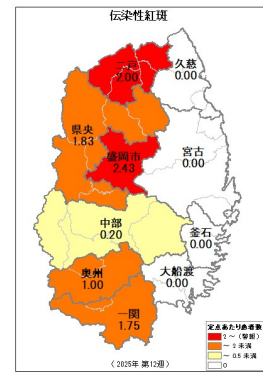 伝染性紅斑
二戸
2.00
久慈
0.00
県央
1.83
盛岡市
2.43
宮古
0.00
中部
0.20
釜石
0.00
奥州
1.00
大船渡
0.00
一関
1.75
定点あたり患者数
2 ～ (警報)
～ 2 未満
～ 0.5 未満
0
( 2025年 第12週 )